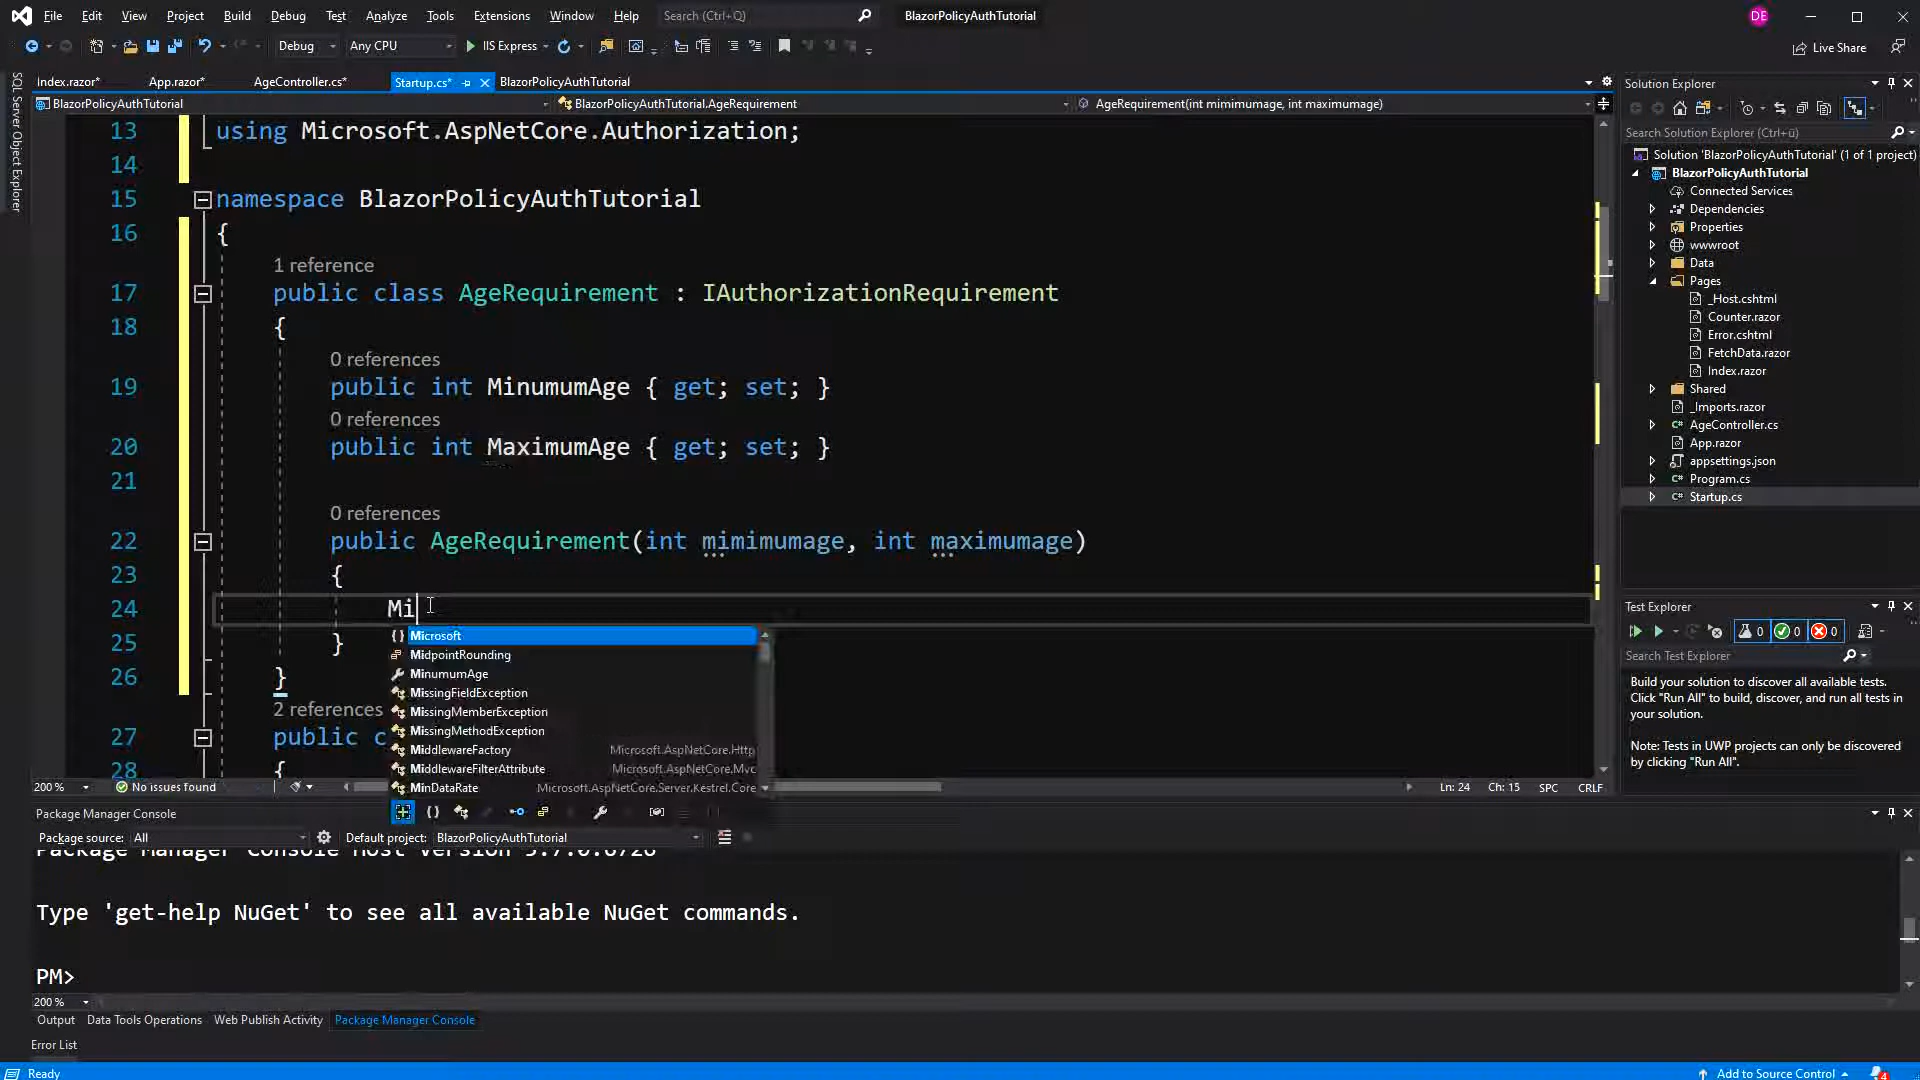 File Edit View Project Build Debug Test Analyze Tools Extensions Window Help Search (Ctrl+Q) BlazorPolicyAuthTutorial DE
Debug Any CPU IIS Express Live Share
SQL Server Object Explorer
Index.razor* App.razor* AgeController.cs* Startup.cs* BlazorPolicyAuthTutorial
BlazorPolicyAuthTutorial BlazorPolicyAuthTutorial.AgeRequirement AgeRequirement(int mimimumage, int maximumage)
13 using Microsoft.AspNetCore.Authorization;
14
15 namespace BlazorPolicyAuthTutorial
16 {
1 reference
17 public class AgeRequirement : IAuthorizationRequirement
18 {
0 references
19 public int MinumumAge { get; set; }
0 references
20 public int MaximumAge { get; set; }
21
0 references
22 public AgeRequirement(int mimimumage, int maximumage)
23 {
24 Mi
25 }
26 }
2 references
27 public c
28 {
Microsoft
MidpointRounding
MinumumAge
MissingFieldException
MissingMemberException
MissingMethodException
MiddlewareFactory Microsoft.AspNetCore.Http
MiddlewareFilterAttribute Microsoft.AspNetCore.Mvc
MinDataRate Microsoft.AspNetCore.Server.Kestrel.Core
200 % No issues found Ln: 24 Ch: 15 SPC CRLF
Package Manager Console
Package source: All Default project: BlazorPolicyAuthTutorial
Package Manager Console Host Version 5.7.0.6726
Type 'get-help NuGet' to see all available NuGet commands.
PM>
200 %
Output Data Tools Operations Web Publish Activity Package Manager Console
Error List
Ready Add to Source Control 4
Solution Explorer
Search Solution Explorer (Ctrl+ü)
Solution 'BlazorPolicyAuthTutorial' (1 of 1 project)
BlazorPolicyAuthTutorial
Connected Services
Dependencies
Properties
wwwroot
Data
Pages
_Host.cshtml
Counter.razor
Error.cshtml
FetchData.razor
Index.razor
Shared
_Imports.razor
AgeController.cs
App.razor
appsettings.json
Program.cs
Startup.cs
Test Explorer
0 0 0
Search Test Explorer
Build your solution to discover all available tests.
Click "Run All" to build, discover, and run all tests in
your solution.
Note: Tests in UWP projects can only be discovered
by clicking "Run All".